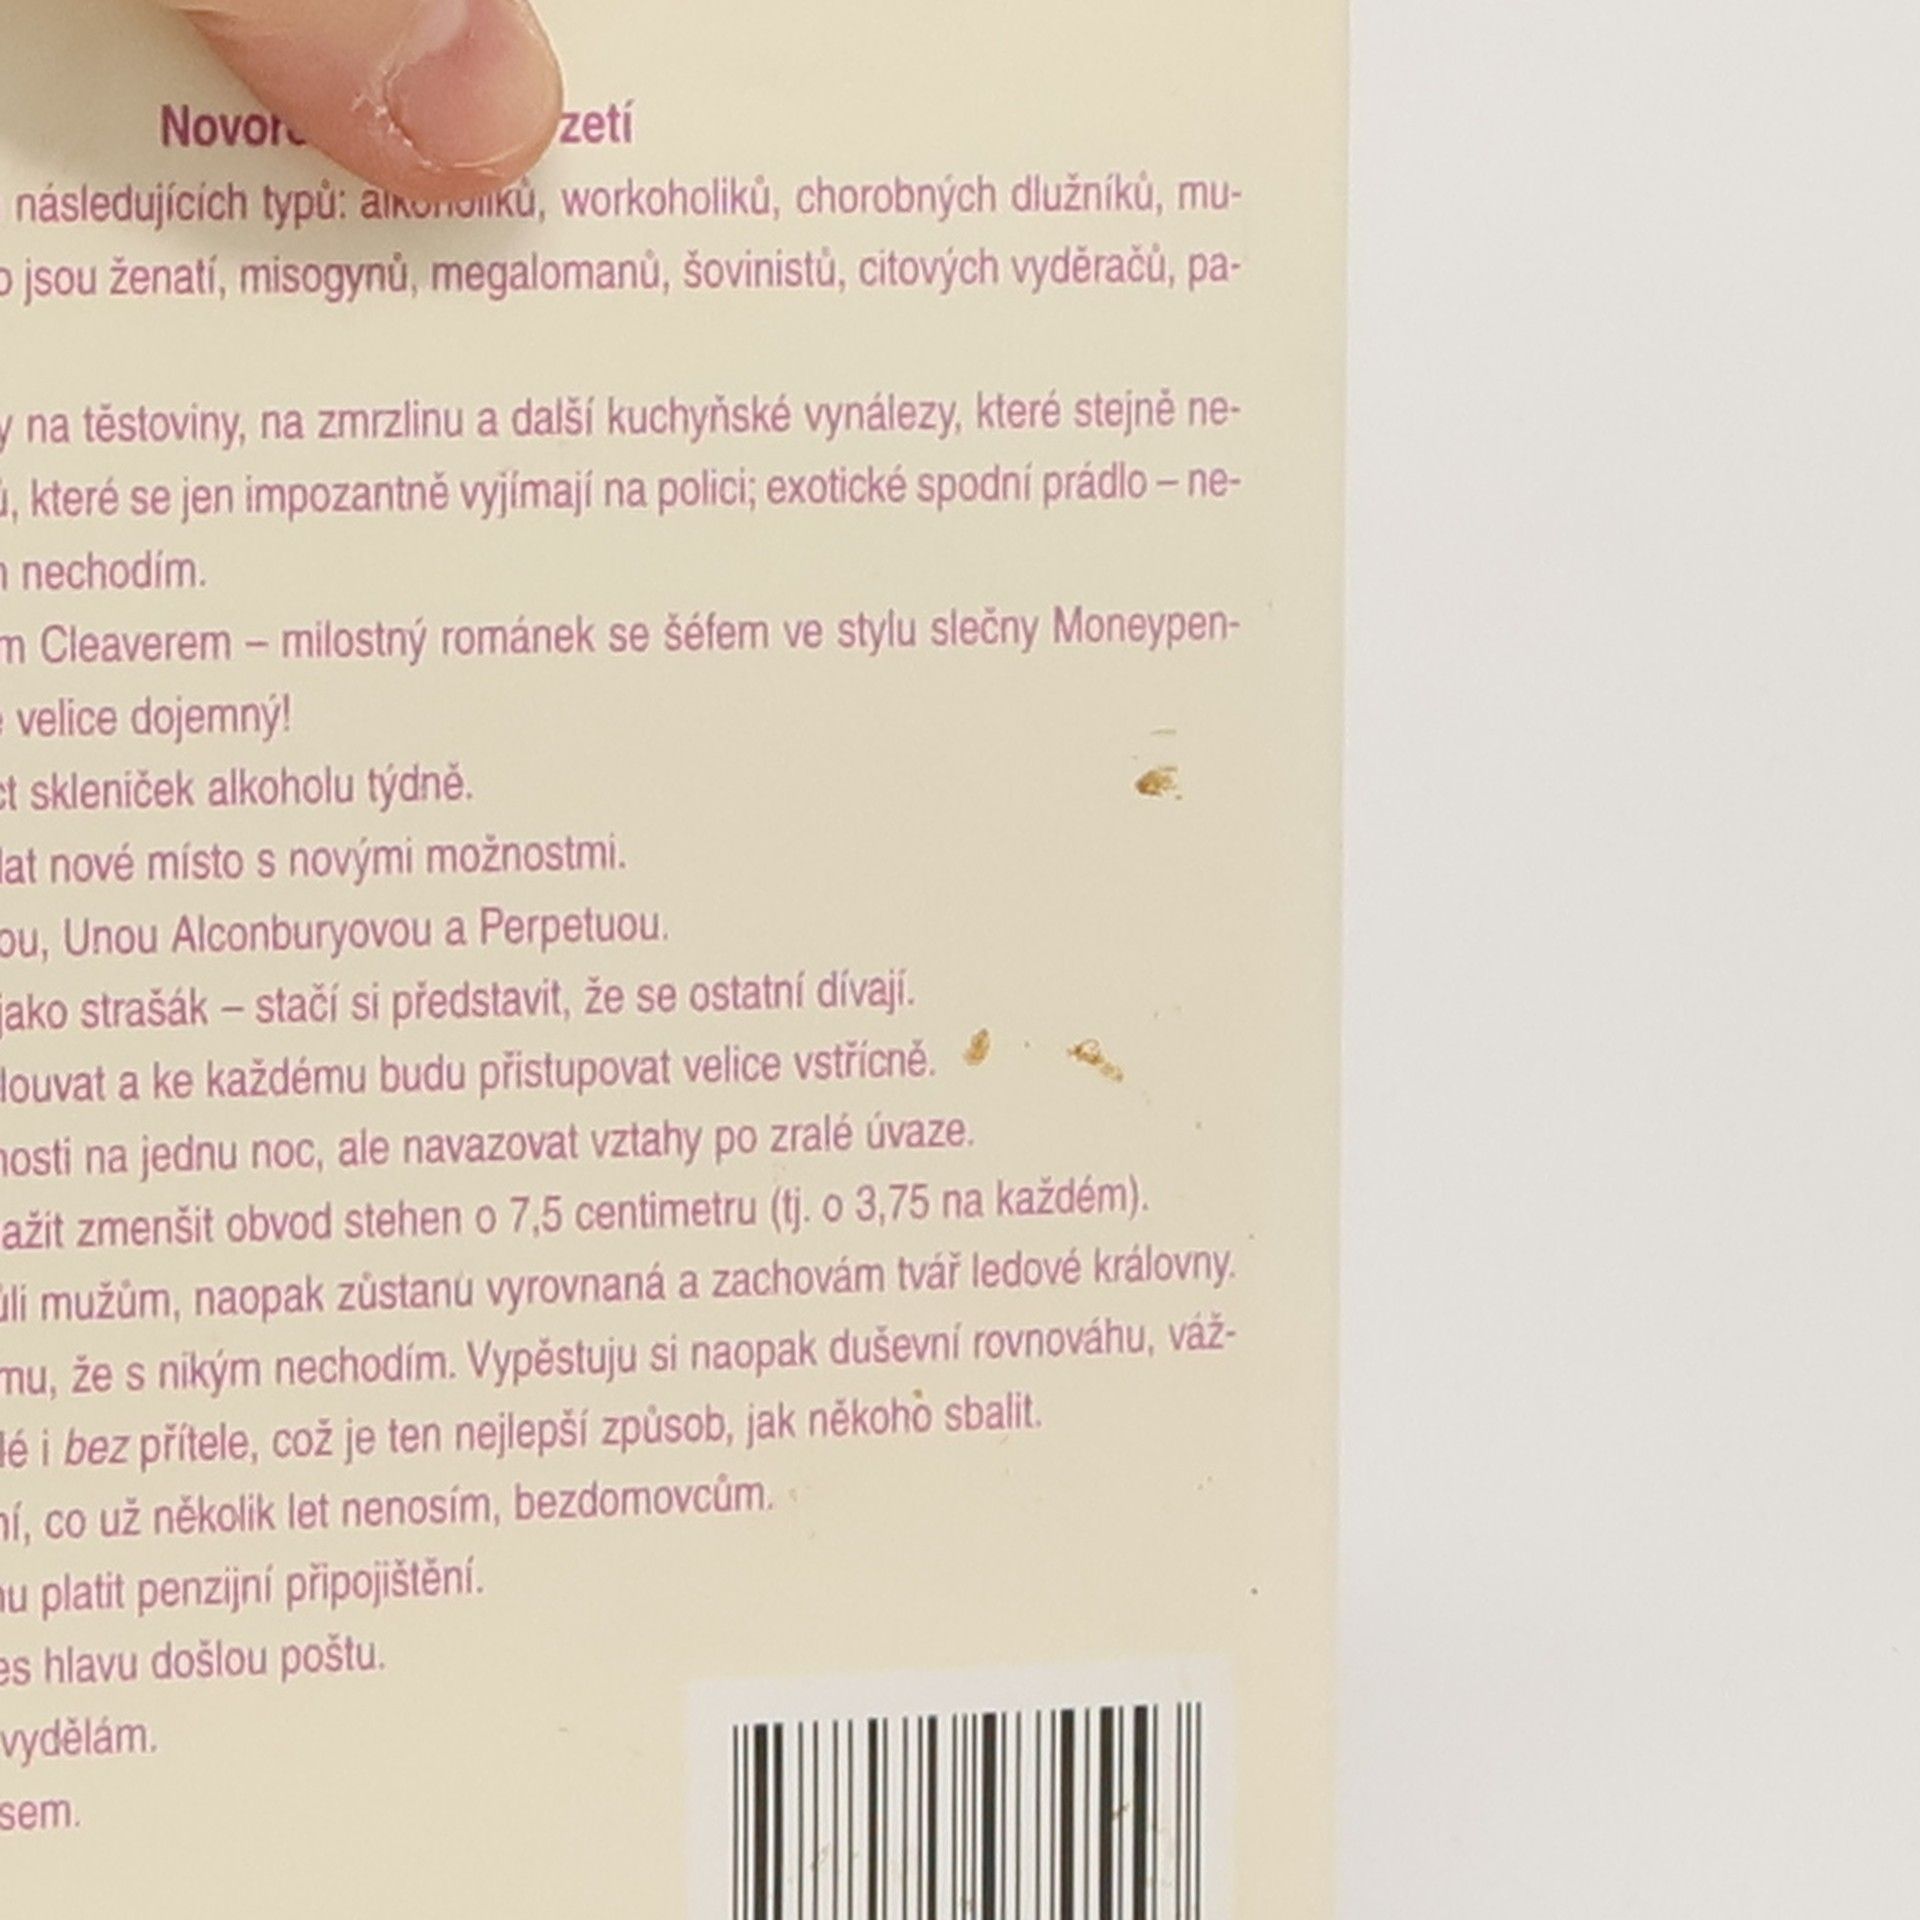 zetí
následujících typů: alkoholiků, workoholiků, chorobných dlužníků, mu-
jsou ženatí, misogynů, megalomanů, šovinistů, citových vyděračů, pa-
na těstoviny, na zmrzlinu a další kuchyňské vynálezy, které stejně ne-
které se jen impozantně vyjímají na polici; exotické spodní prádlo – ne-
nechodím.
Cleaverem – milostný románek se šéfem ve stylu slečny Moneypen-
velice dojemný!
skleniček alkoholu týdně.
nové místo s novými možnostmi.
Unou Alconburyovou a Perpetuou.
jako strašák – stačí si představit, že se ostatní dívají.
a ke každému budu přistupovat velice vstřícně.
na jednu noc, ale navazovat vztahy po zralé úvaze.
zmenšit obvod stehen o 7,5 centimetru (tj. o 3,75 na každém).
mužům, naopak zůstanu vyrovnaná a zachovám tvář ledové královny.
že s nikým nechodím. Vypěstuju si naopak duševní rovnováhu, váž-
i bez přítele, což je ten nejlepší způsob, jak někoho sbalit.
co už několik let nenosím, bezdomovcům.
platit penzijní připojištění.
hlavu došlou poštu.
vydělám.
sem.